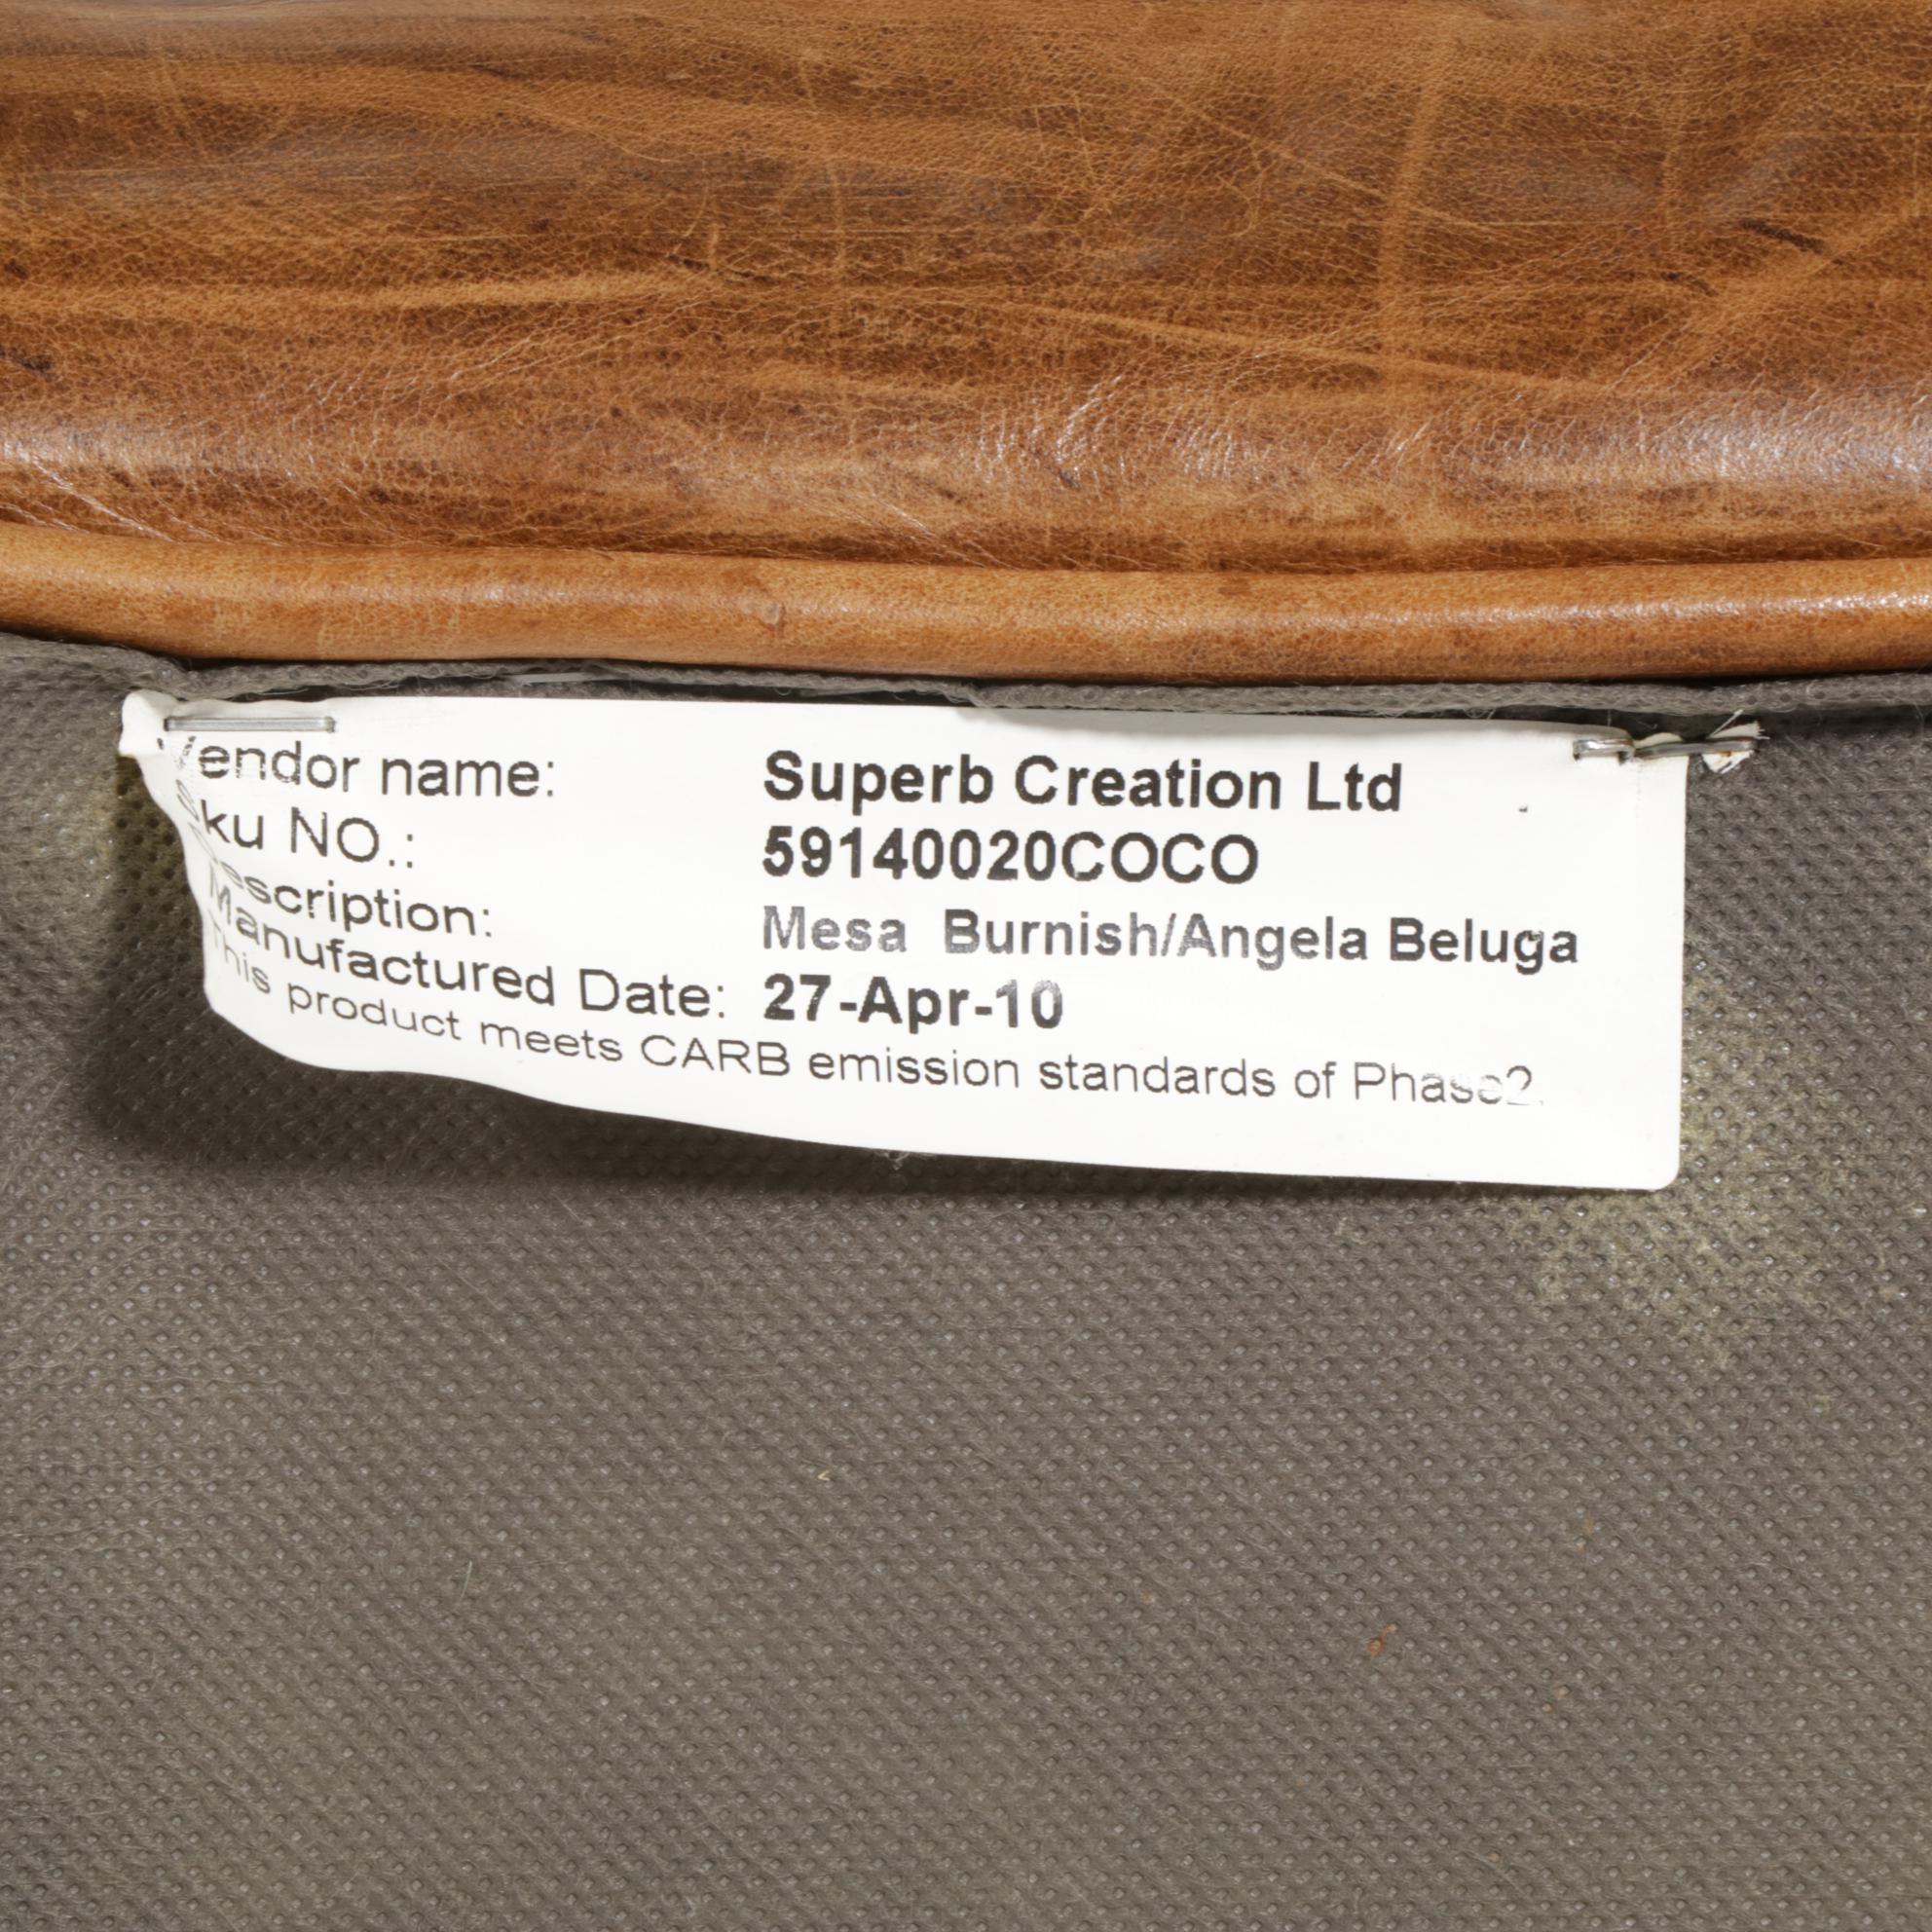 Vendor name: Superb Creation Ltd
Sku NO.: 59140020COCO
Description: Mesa Burnish/Angela Beluga
Manufactured Date: 27-Apr-10
This product meets CARB emission standards of Phase2.